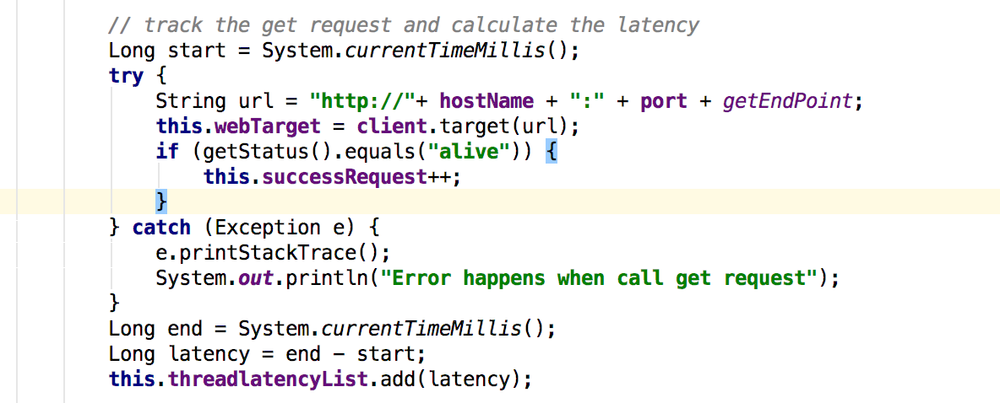 // track the get request and calculate the latency
Long start = System.currentTimeMillis();
try {
String url = "http://"+ hostName + ":" + port + getEndPoint;
this.webTarget = client.target(url);
if (getStatus().equals("alive")) {
this.successRequest++;
}
} catch (Exception e) {
e.printStackTrace();
System.out.println("Error happens when call get request");
}
Long end = System.currentTimeMillis();
Long latency = end − start;
this.threadlatencyList.add(latency);